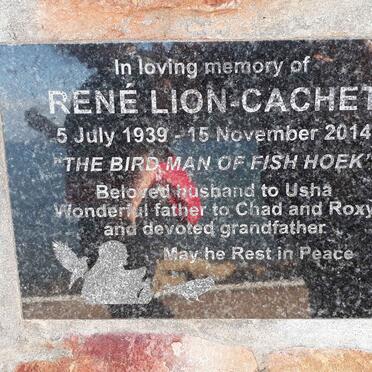 In loving memory of
RENÉ LION-CACHET
5 July 1939 - 15 November 2014
"THE BIRD MAN OF FISH HOEK"
Beloved husband to Usha
Wonderful father to Chad and Roxy
and devoted grandfather
May he Rest in Peace